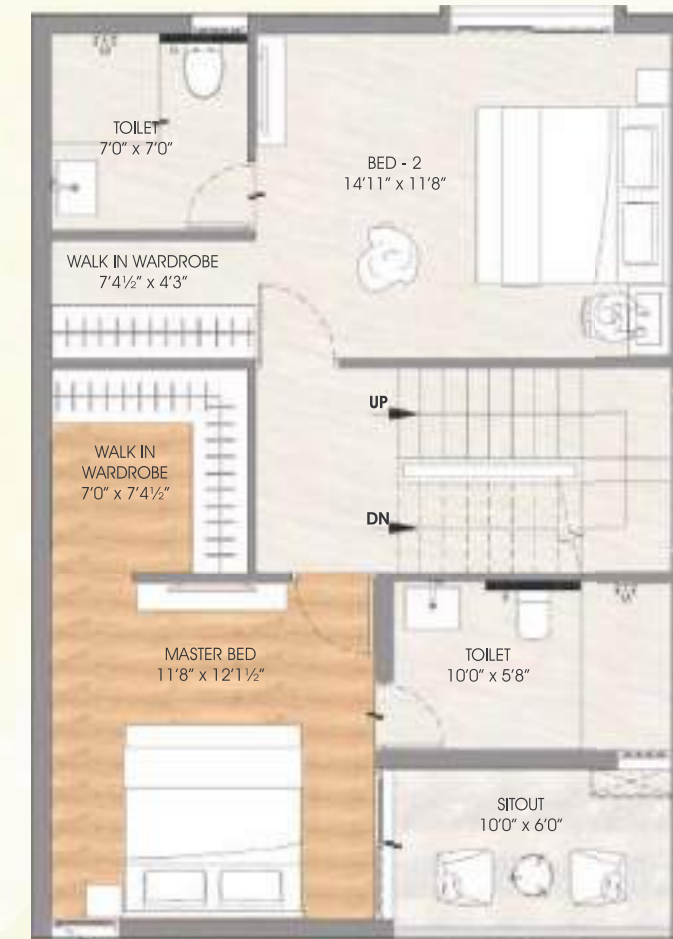 TOILET
7'0" x 7'0"
BED - 2
14'11" x 11'8"
WALK IN WARDROBE
7'4½" x 4'3"
UP
WALK IN
WARDROBE
7'0" x 7'4½"
DN
MASTER BED
11'8" x 12'1½"
TOILET
10'0" x 5'8"
SITOUT
10'0" x 6'0"